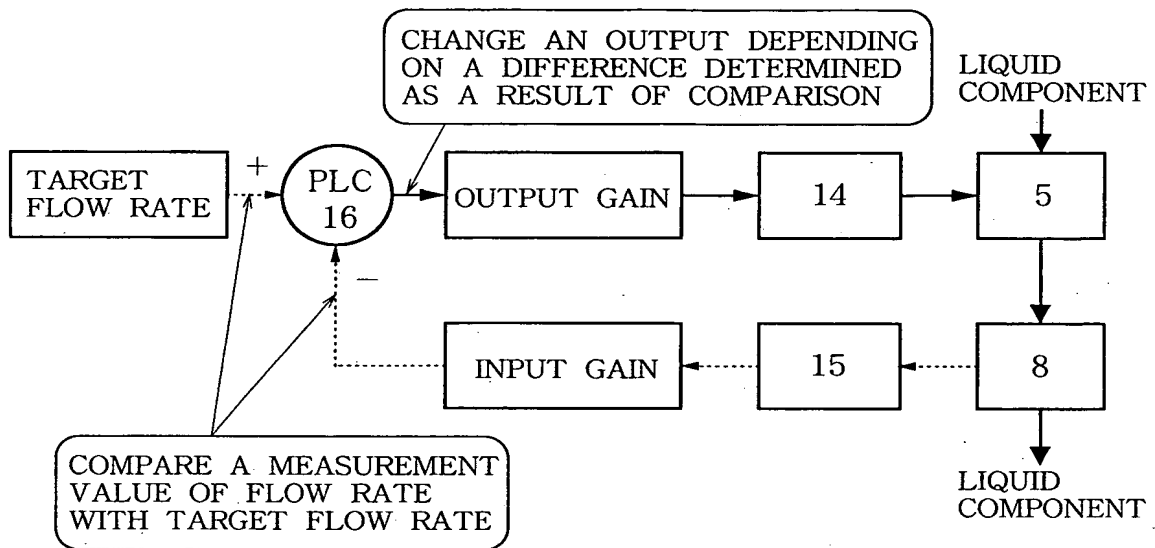 CHANGE AN OUTPUT DEPENDING
ON A DIFFERENCE DETERMINED
AS A RESULT OF COMPARISON
LIQUID
COMPONENT
TARGET
FLOW RATE
+
PLC
16
OUTPUT GAIN
14
5
−
INPUT GAIN
15
8
COMPARE A MEASUREMENT
VALUE OF FLOW RATE
WITH TARGET FLOW RATE
LIQUID
COMPONENT